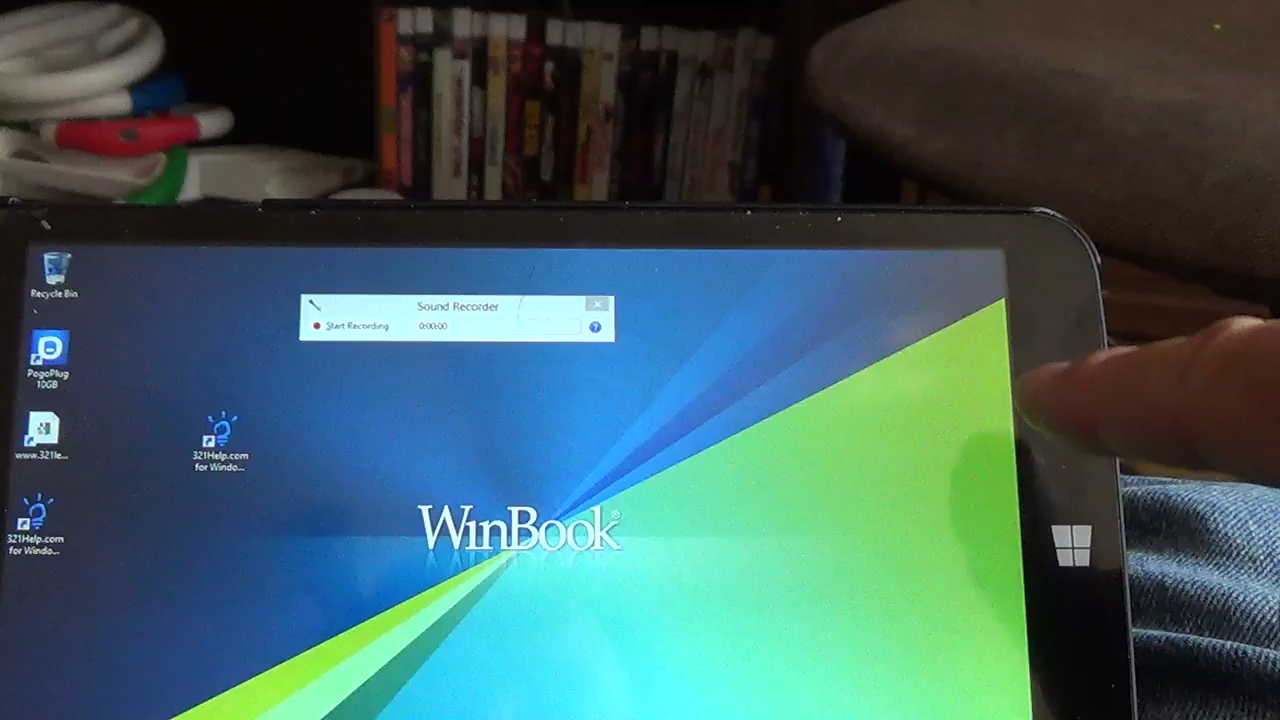 Recycle Bin
Sound Recorder
Start Recording
0:00:00
?
PogoPlug
10GB
www.321le...
321Help.com
for Windo...
321Help.com
for Windo...
WinBook®